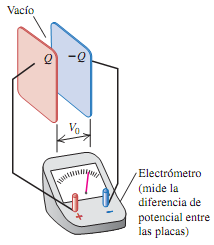 Vacío
Q
−Q
V₀
+
−
Electrómetro
(mide la
diferencia de
potencial entre
las placas)